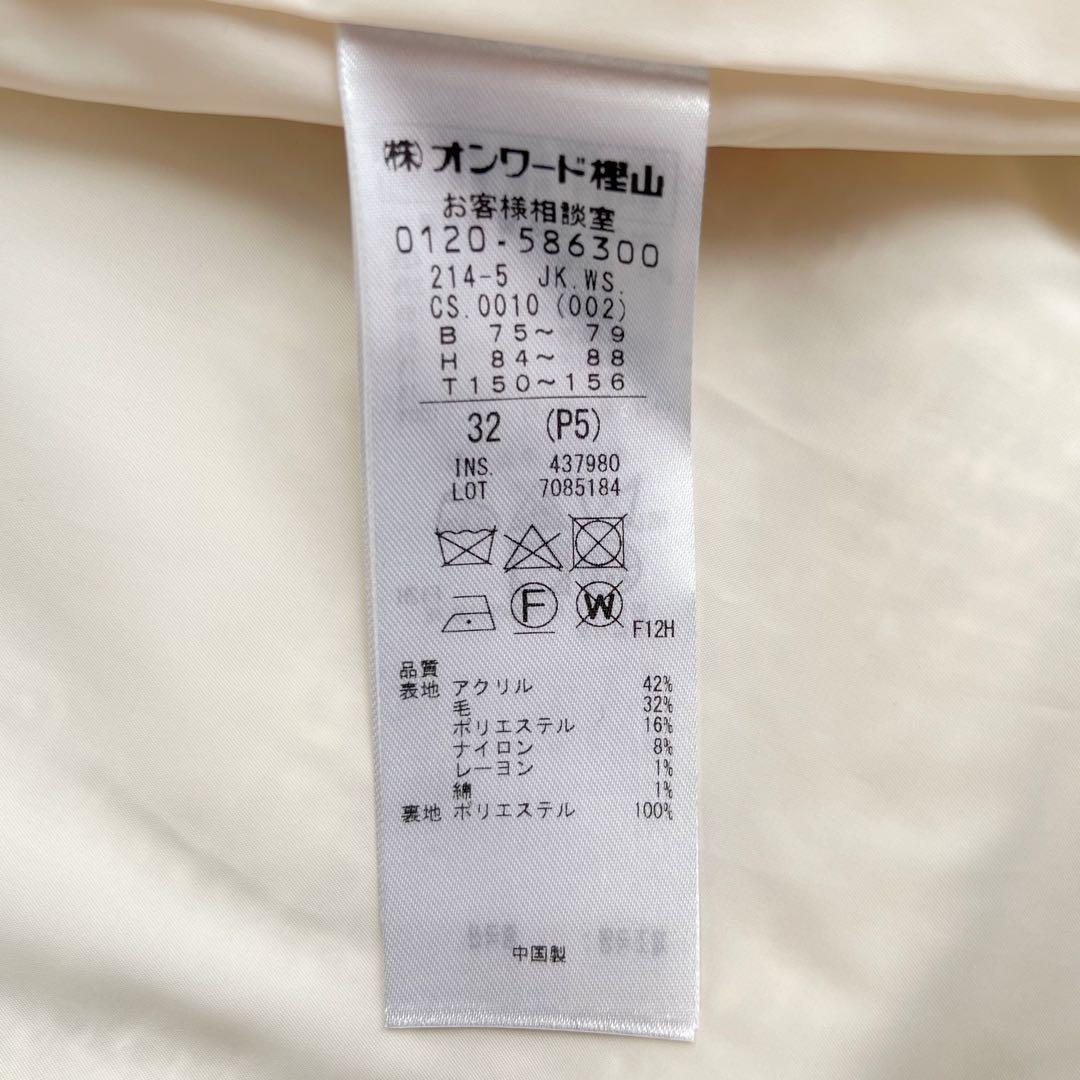 ㈱オンワード樫山
お客様相談室
0120-586300
214-5 JK.WS.
CS.0010(002)
B 75～ 79
H 84～ 88
T150～156
32 (P5)
INS. 437980
LOT 7085184
F W F12H
品質
表地 アクリル 42%
毛 32%
ポリエステル 16%
ナイロン 8%
レーヨン 1%
綿 1%
裏地 ポリエステル 100%
中国製